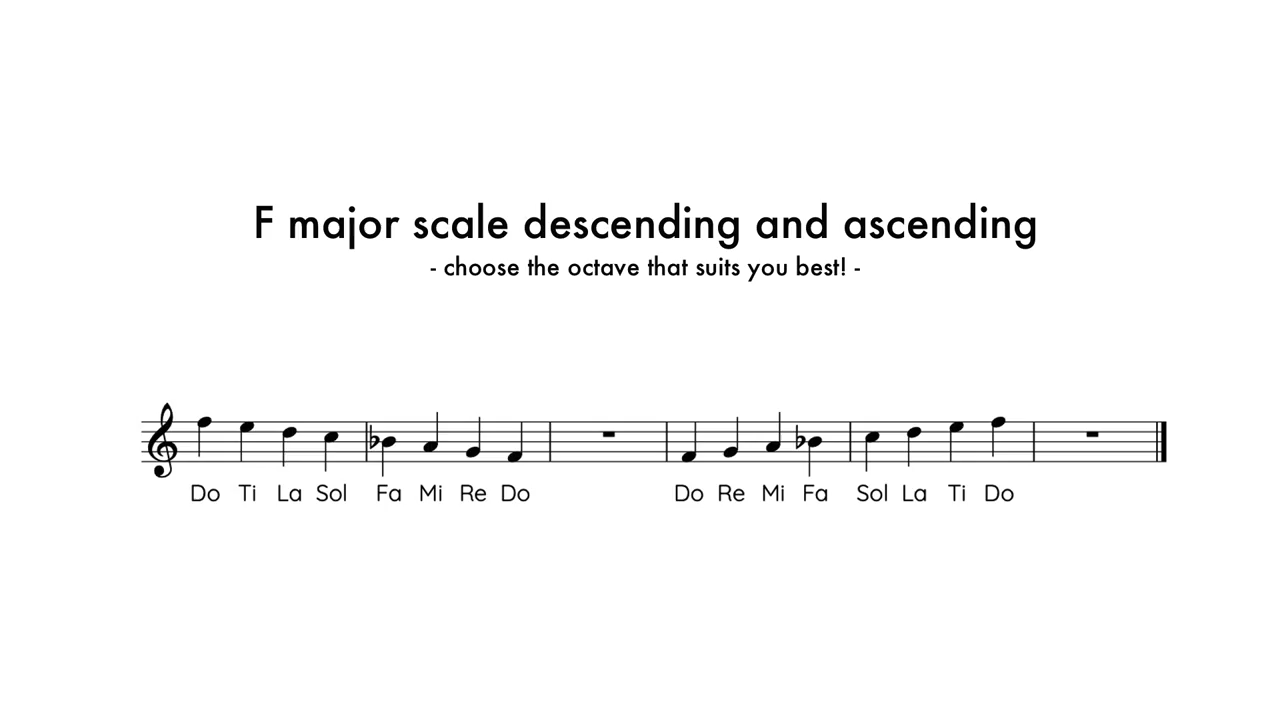 F major scale descending and ascending
- choose the octave that suits you best! -
Do Ti La Sol Fa Mi Re Do Do Re Mi Fa Sol La Ti Do